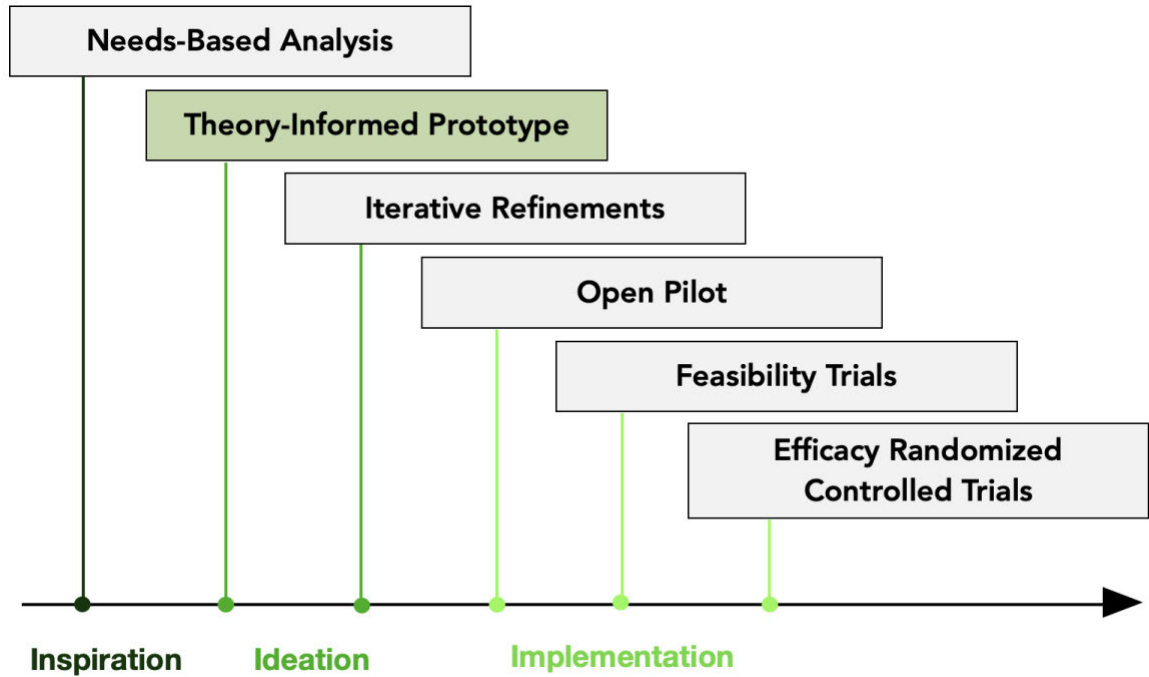 Needs-Based Analysis
Theory-Informed Prototype
Iterative Refinements
Open Pilot
Feasibility Trials
Efficacy Randomized
Controlled Trials
Inspiration
Ideation
Implementation